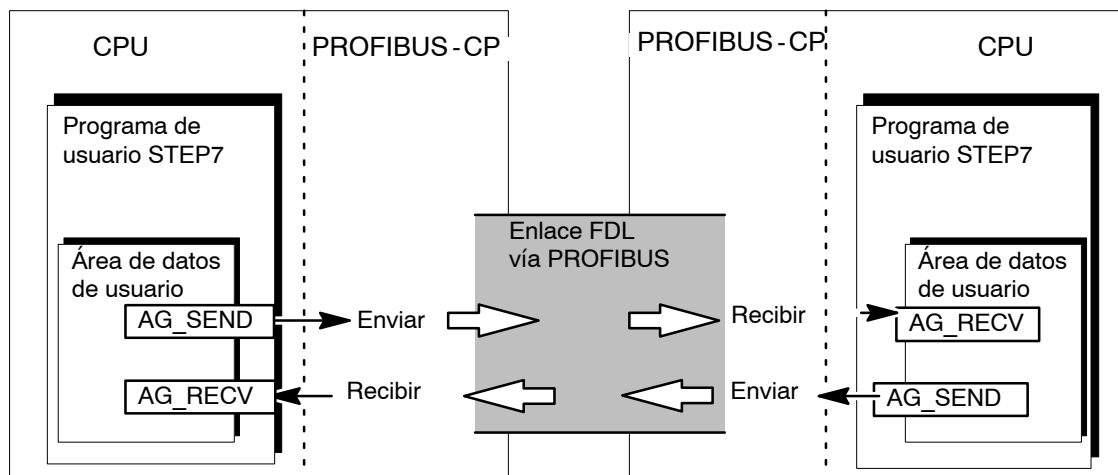 CPU
PROFIBUS-CP
PROFIBUS-CP
CPU
Programa de
usuario STEP7
Programa de
usuario STEP7
Enlace FDL
vía PROFIBUS
Área de datos
de usuario
Área de datos
de usuario
AG_SEND
Enviar
Recibir
AG_RECV
AG_RECV
Recibir
Enviar
AG_SEND